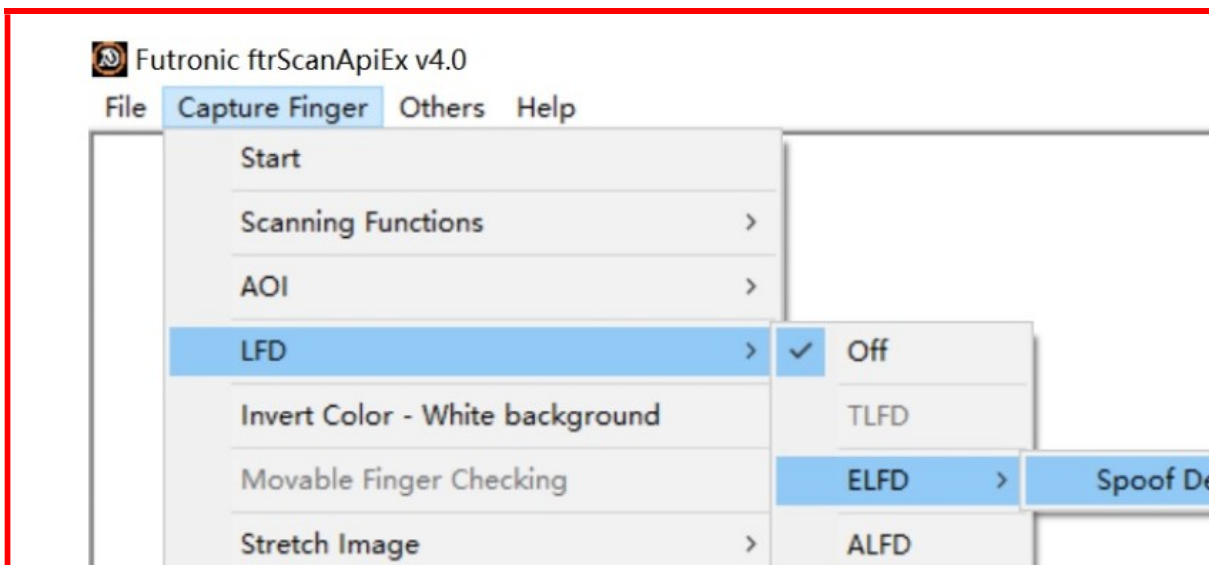 Futronic ftrScanApiEx v4.0
File Capture Finger Others Help
Start
Scanning Functions
AOI
LFD
Off
Invert Color - White background
TLFD
Movable Finger Checking
ELFD
Spoof
Stretch Image
ALFD